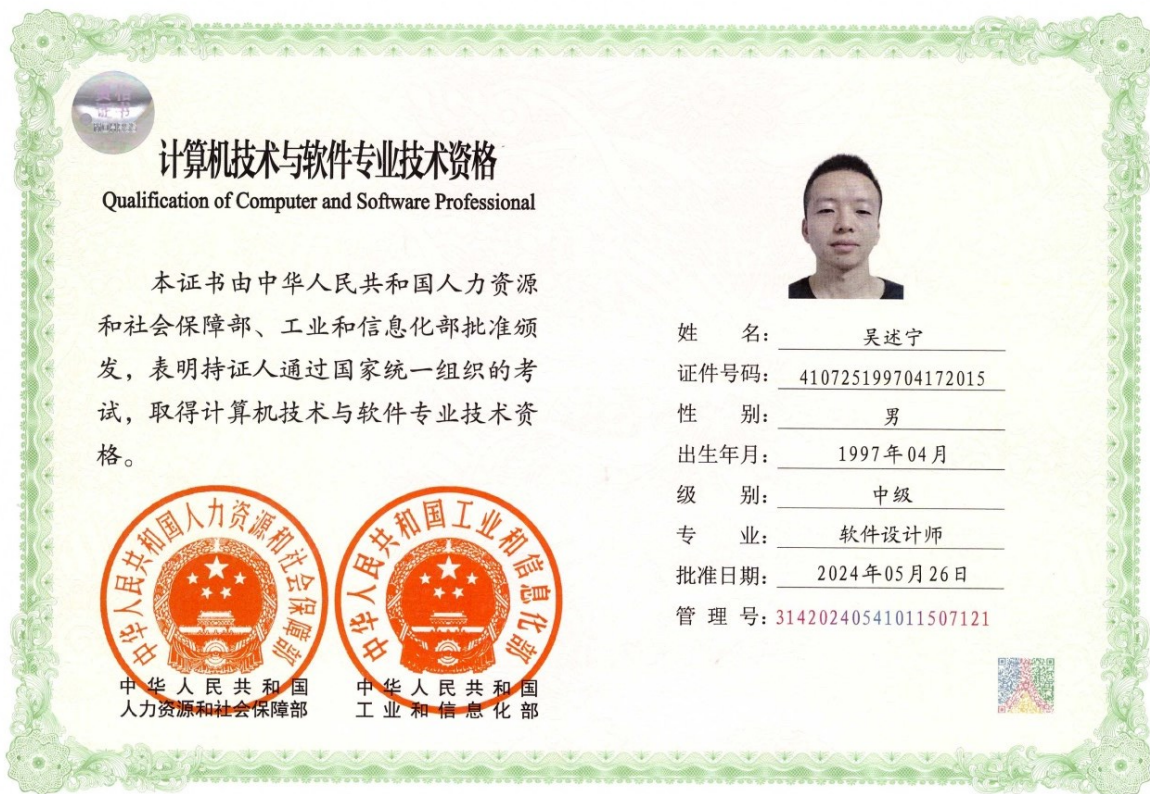 计算机技术与软件专业技术资格
Qualification of Computer and Software Professional
本证书由中华人民共和国人力资源
和社会保障部、工业和信息化部批准颁
发，表明持证人通过国家统一组织的考
试，取得计算机技术与软件专业技术资
格。
中华人民共和国人力资源和社会保障部
中华人民共和国工业和信息化部
中华人民共和国
人力资源和社会保障部
中华人民共和国
工业和信息化部
姓 名：吴述宁
证件号码：410725199704172015
性 别：男
出生年月：1997年04月
级 别：中级
专 业：软件设计师
批准日期：2024年05月26日
管 理 号：31420240541011507121